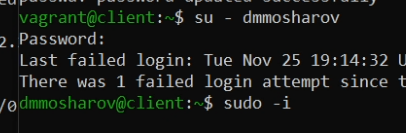 passwd: password updated successfully
vagrant@client:~$ su - dmmosharov
2. Password:
Last failed login: Tue Nov 25 19:14:32 U
There was 1 failed login attempt since t
/0 dmmosharov@client:~$ sudo -i